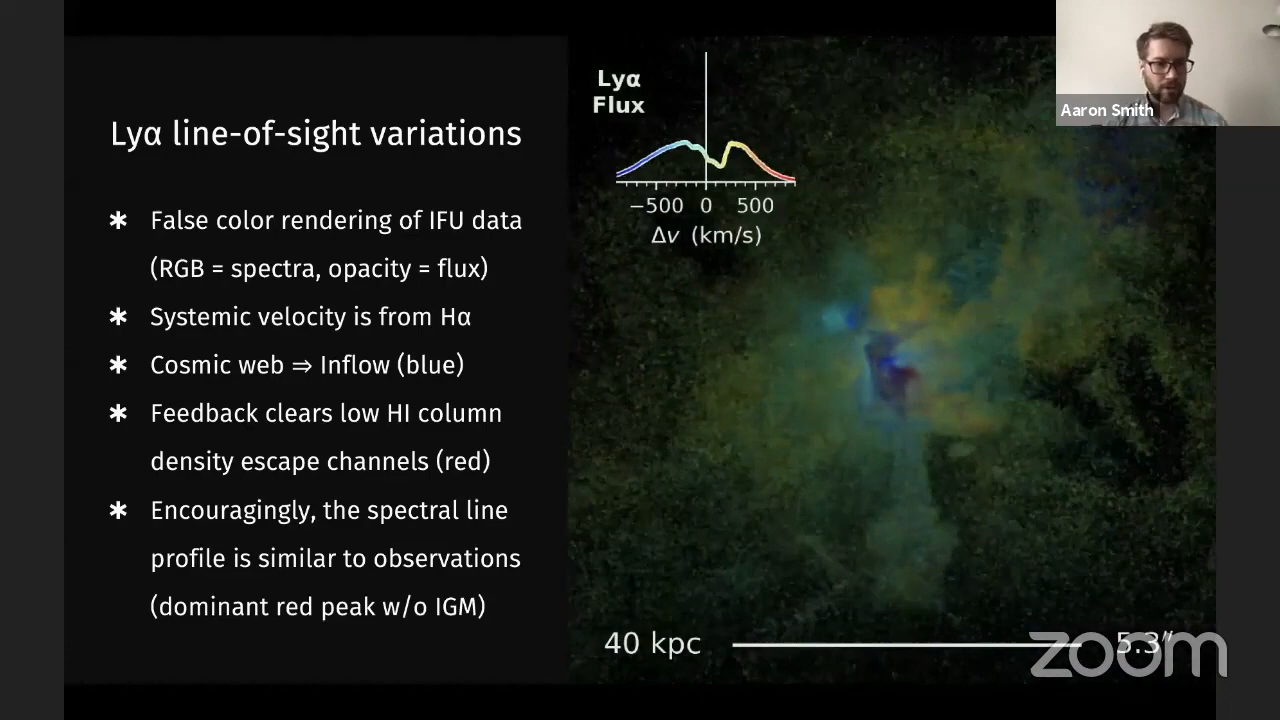 Lyα line-of-sight variations
∗ False color rendering of IFU data
(RGB = spectra, opacity = flux)
∗ Systemic velocity is from Hα
∗ Cosmic web ⇒ Inflow (blue)
∗ Feedback clears low HI column
density escape channels (red)
∗ Encouragingly, the spectral line
profile is similar to observations
(dominant red peak w/o IGM)
Lyα
Flux
−500 0 500
Δv (km/s)
40 kpc 5.3″
Aaron Smith
zoom